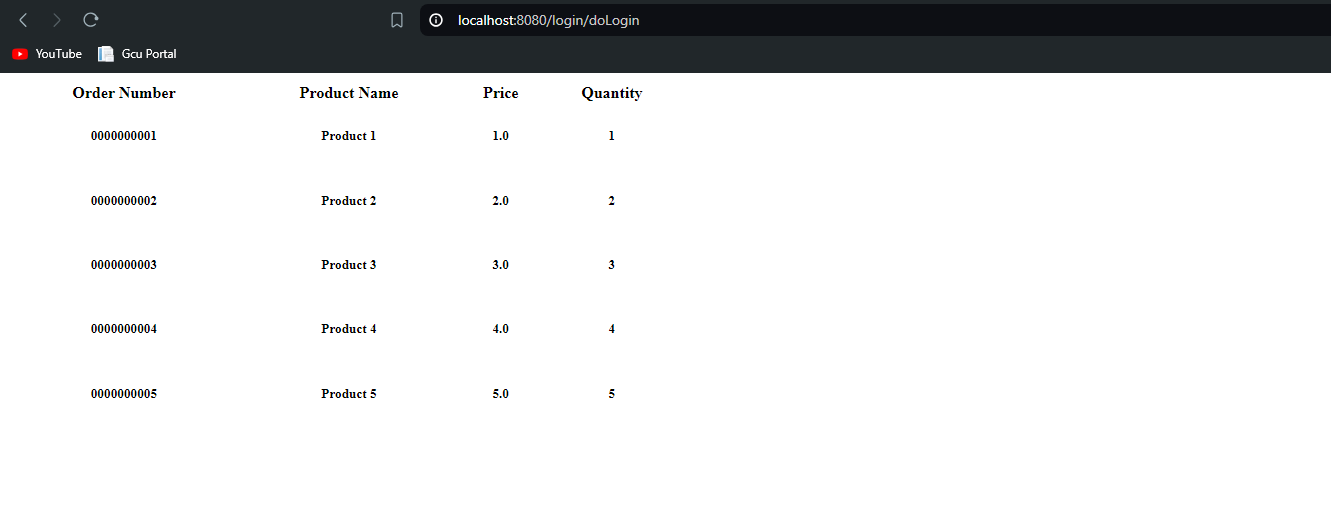 localhost:8080/login/doLogin
YouTube Gcu Portal
Order Number Product Name Price Quantity
0000000001 Product 1 1.0 1
0000000002 Product 2 2.0 2
0000000003 Product 3 3.0 3
0000000004 Product 4 4.0 4
0000000005 Product 5 5.0 5